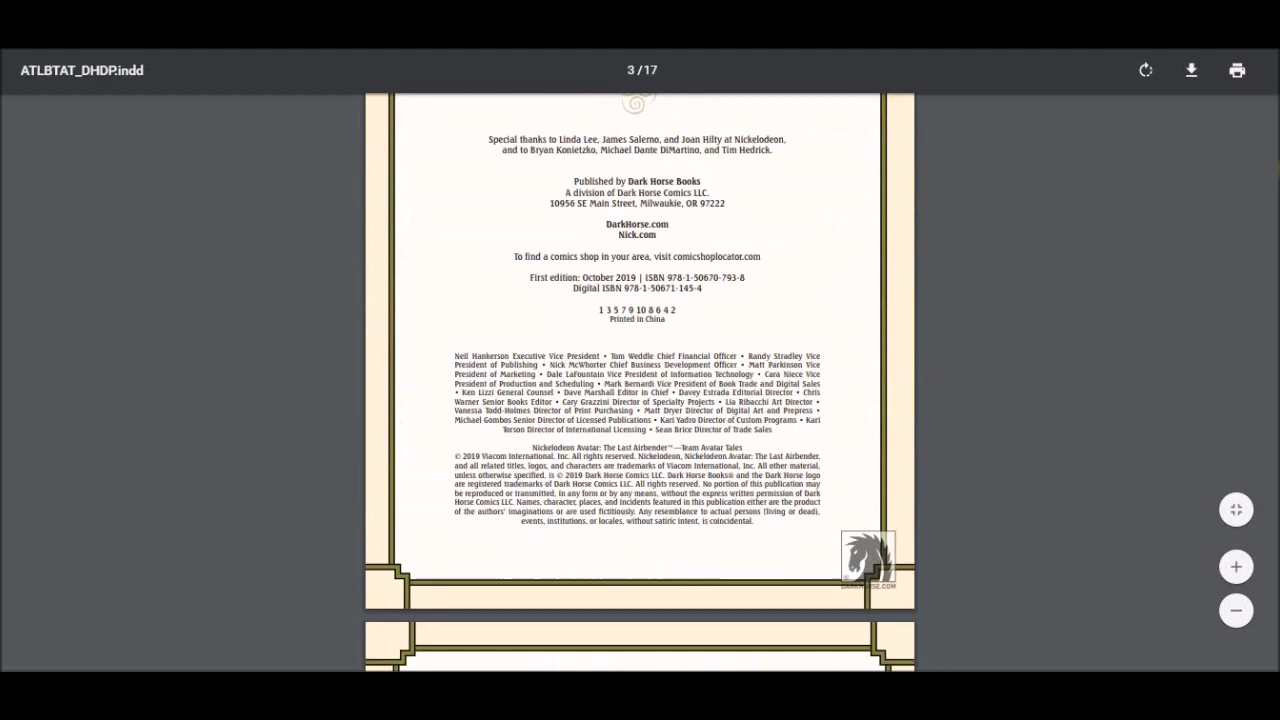 ATLBTAT_DHDP.indd
3 / 17
Special thanks to Linda Lee, James Salerno, and Joan Hilty at Nickelodeon,
and to Bryan Konietzko, Michael Dante DiMartino, and Tim Hedrick.
Published by Dark Horse Books
A division of Dark Horse Comics LLC.
10956 SE Main Street, Milwaukie, OR 97222
DarkHorse.com
Nick.com
To find a comics shop in your area, visit comicshoplocator.com
First edition: October 2019 | ISBN 978-1-50670-793-8
Digital ISBN 978-1-50671-145-4
1 3 5 7 9 10 8 6 4 2
Printed in China
Neil Hankerson Executive Vice President • Tom Weddle Chief Financial Officer • Randy Stradley Vice
President of Publishing • Nick McWhorter Chief Business Development Officer • Matt Parkinson Vice
President of Marketing • Dale LaFountain Vice President of Information Technology • Cara Niece Vice
President of Production and Scheduling • Mark Bernardi Vice President of Book Trade and Digital Sales
• Ken Lizzi General Counsel • Dave Marshall Editor in Chief • Davey Estrada Editorial Director • Chris
Warner Senior Books Editor • Cary Grazzini Director of Specialty Projects • Lia Ribacchi Art Director •
Vanessa Todd-Holmes Director of Print Purchasing • Matt Dryer Director of Digital Art and Prepress •
Michael Gombos Senior Director of Licensed Publications • Kari Yadro Director of Custom Programs • Kari
Torson Director of International Licensing • Sean Brice Director of Trade Sales
Nickelodeon Avatar: The Last Airbender™—Team Avatar Tales
© 2019 Viacom International, Inc. All rights reserved. Nickelodeon, Nickelodeon Avatar: The Last Airbender,
and all related titles, logos, and characters are trademarks of Viacom International, Inc. All other material,
unless otherwise specified, is © 2019 Dark Horse Comics LLC. Dark Horse Books® and the Dark Horse logo
are registered trademarks of Dark Horse Comics LLC. All rights reserved. No portion of this publication may
be reproduced or transmitted, in any form or by any means, without the express written permission of Dark
Horse Comics LLC. Names, character, places, and incidents featured in this publication either are the product
of the authors' imaginations or are used fictitiously. Any resemblance to actual persons (living or dead),
events, institutions, or locales, without satiric intent, is coincidental.
DARKHORSE.COM